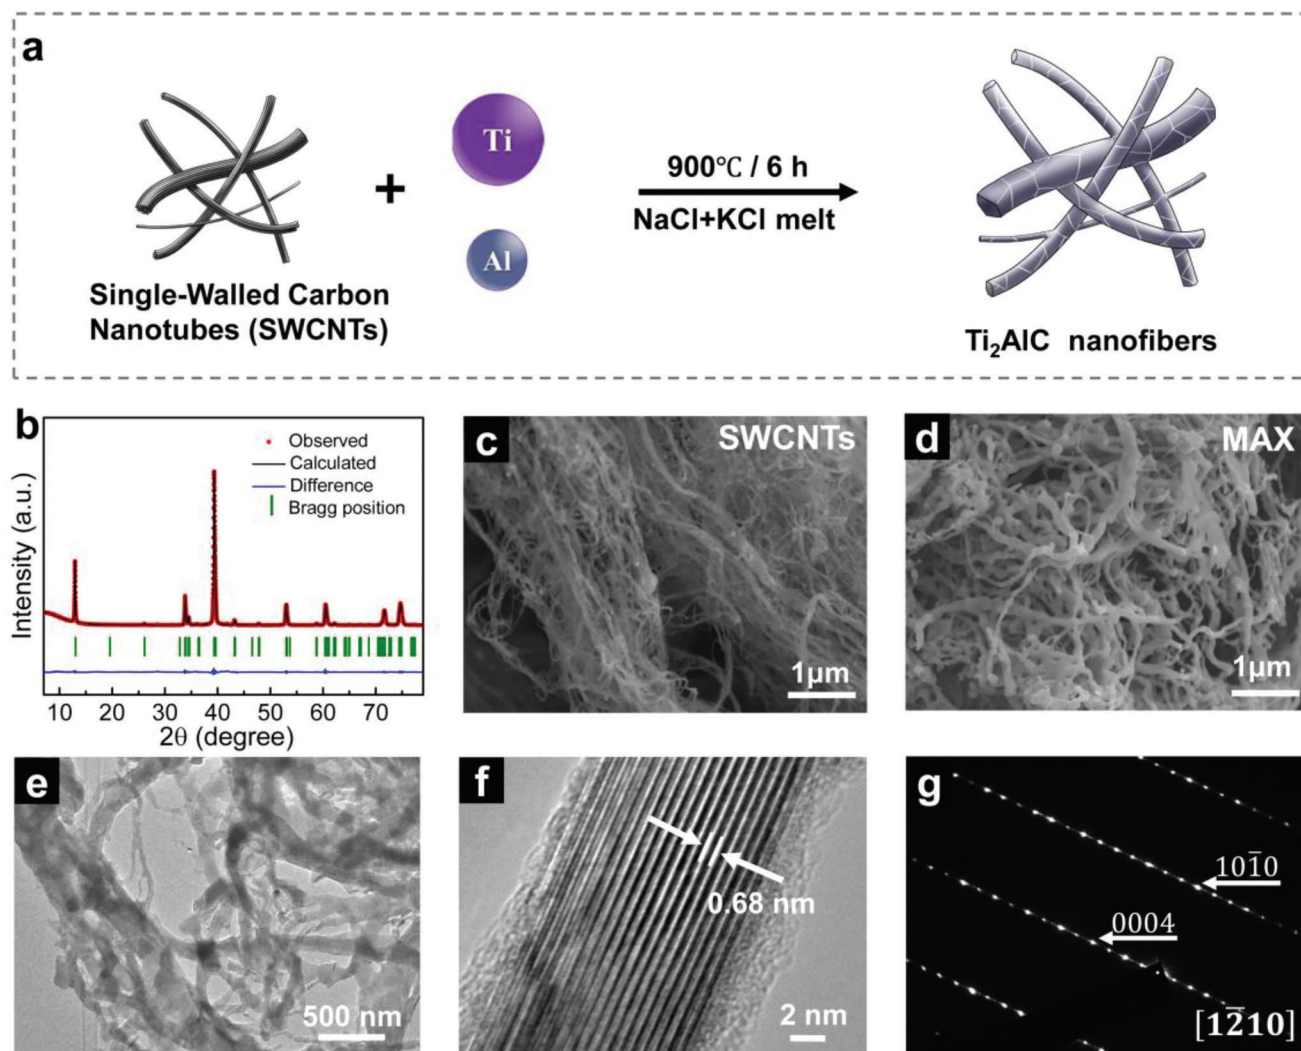 a
Ti
900℃ / 6 h
+
NaCl+KCl melt
Al
Single-Walled Carbon
Nanotubes (SWCNTs)
Ti₂AlC nanofibers
b
Observed
Calculated
Difference
Bragg position
Intensity (a.u.)
10 20 30 40 50 60 70
2θ (degree)
c
SWCNTs
1μm
d
MAX
1μm
e
500 nm
f
0.68 nm
2 nm
g
101̅0
0004
[12̅10]